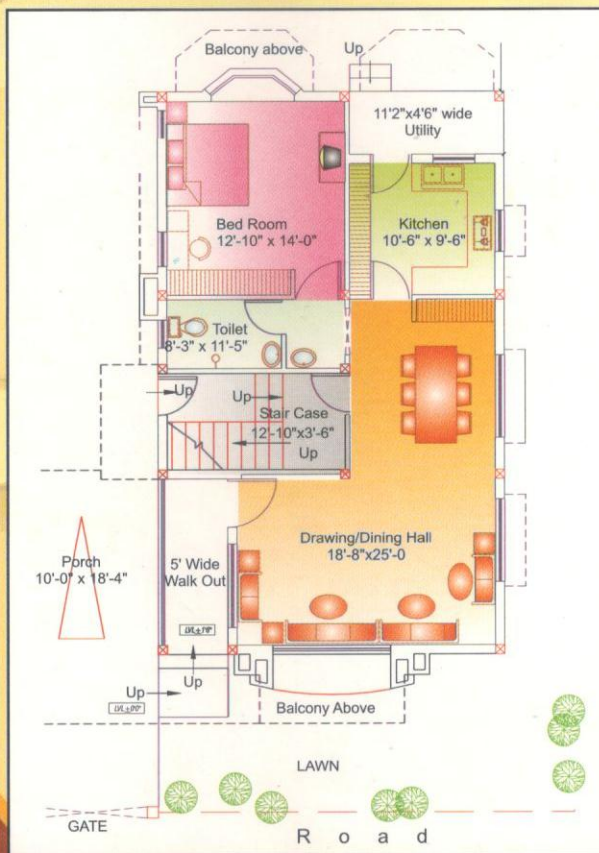 Balcony above
Up
11'2"x4'6" wide
Utility
Bed Room
12'-10" x 14'-0"
Kitchen
10'-6" x 9'-6"
Toilet
8'-3" x 11'-5"
Up
Up
Stair Case
12'-10"x3'-6"
Up
Drawing/Dining Hall
18'-8"x25'-0
Porch
10'-0" x 18'-4"
5' Wide
Walk Out
Up
Up
Balcony Above
LAWN
GATE
Road